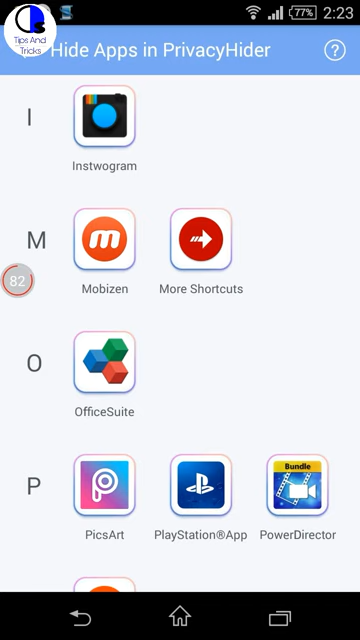 77%
2:23
Tips And
Tricks
Hide Apps in PrivacyHider
?
I
Instwogram
M
m
Mobizen
More Shortcuts
82
O
OfficeSuite
P
Bundle
PicsArt
PlayStation®App
PowerDirector